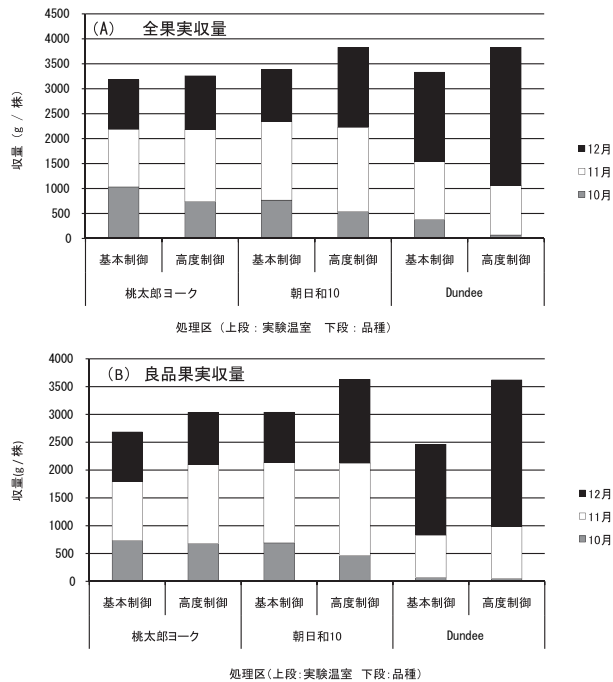 (A) 全果実収量
収量 (g / 株)
4500
4000
3500
3000
2500
2000
1500
1000
500
0
■12月
□11月
■10月
基本制御 高度制御 基本制御 高度制御 基本制御 高度制御
桃太郎ヨーク 朝日和10 Dundee
処理区（上段：実験温室 下段：品種）
(B) 良品果実収量
収量(g/株)
4000
3500
3000
2500
2000
1500
1000
500
0
■12月
□11月
■10月
基本制御 高度制御 基本制御 高度制御 基本制御 高度制御
桃太郎ヨーク 朝日和10 Dundee
処理区(上段:実験温室 下段:品種)